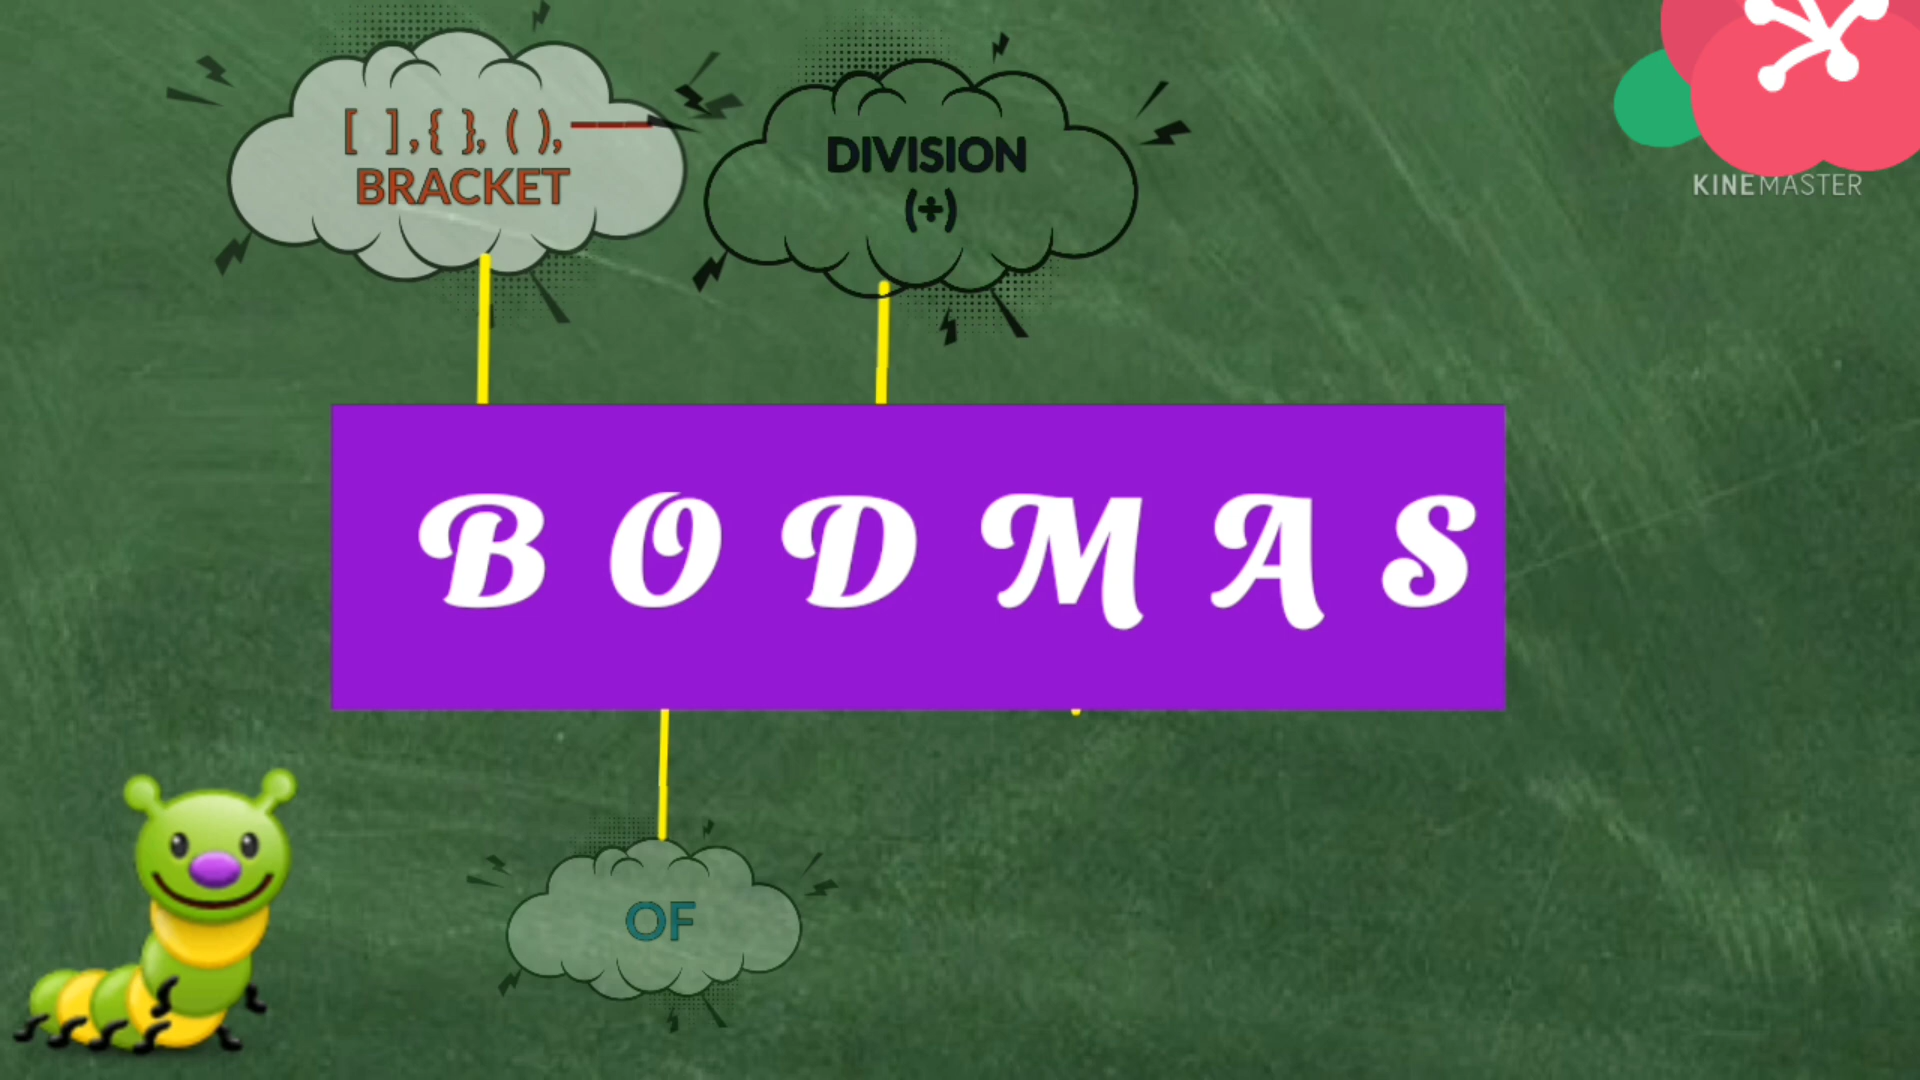 [ ], { }, ( ), —
BRACKET
DIVISION
(÷)
KINEMASTER
B O D M A S
OF